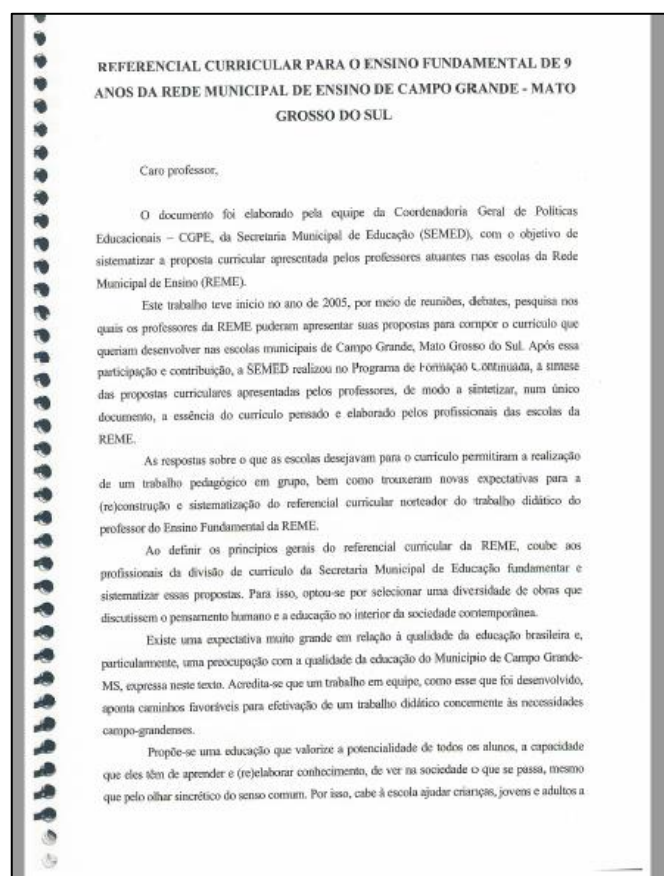 REFERENCIAL CURRICULAR PARA O ENSINO FUNDAMENTAL DE 9
ANOS DA REDE MUNICIPAL DE ENSINO DE CAMPO GRANDE - MATO
GROSSO DO SUL
Caro professor,
O documento foi elaborado pela equipe da Coordenadoria Geral de Políticas
Educacionais – CGPE, da Secretaria Municipal de Educação (SEMED), com o objetivo de
sistematizar a proposta curricular apresentada pelos professores atuantes nas escolas da Rede
Municipal de Ensino (REME).
Este trabalho teve início no ano de 2005, por meio de reuniões, debates, pesquisa nos
quais os professores da REME puderam apresentar suas propostas para compor o currículo que
queriam desenvolver nas escolas municipais de Campo Grande, Mato Grosso do Sul. Após essa
participação e contribuição, a SEMED realizou no Programa de Formação Continuada, a síntese
das propostas curriculares apresentadas pelos professores, de modo a sintetizar, num único
documento, a essência do currículo pensado e elaborado pelos profissionais das escolas da
REME.
As respostas sobre o que as escolas desejavam para o currículo permitiram a realização
de um trabalho pedagógico em grupo, bem como trouxeram novas expectativas para a
(re)construção e sistematização do referencial curricular norteador do trabalho didático do
professor do Ensino Fundamental da REME.
Ao definir os princípios gerais do referencial curricular da REME, coube aos
profissionais da divisão de currículo da Secretaria Municipal de Educação fundamentar e
sistematizar essas propostas. Para isso, optou-se por selecionar uma diversidade de obras que
discutissem o pensamento humano e a educação no interior da sociedade contemporânea.
Existe uma expectativa muito grande em relação à qualidade da educação brasileira e,
particularmente, uma preocupação com a qualidade da educação do Município de Campo Grande-
MS, expressa neste texto. Acredita-se que um trabalho em equipe, como esse que foi desenvolvido,
aponta caminhos favoráveis para efetivação de um trabalho didático concernente às necessidades
campo-grandenses.
Propõe-se uma educação que valorize a potencialidade de todos os alunos, a capacidade
que eles têm de aprender e (re)elaborar conhecimento, de ver na sociedade o que se passa, mesmo
que pelo olhar sincrético do senso comum. Por isso, cabe à escola ajudar crianças, jovens e adultos a